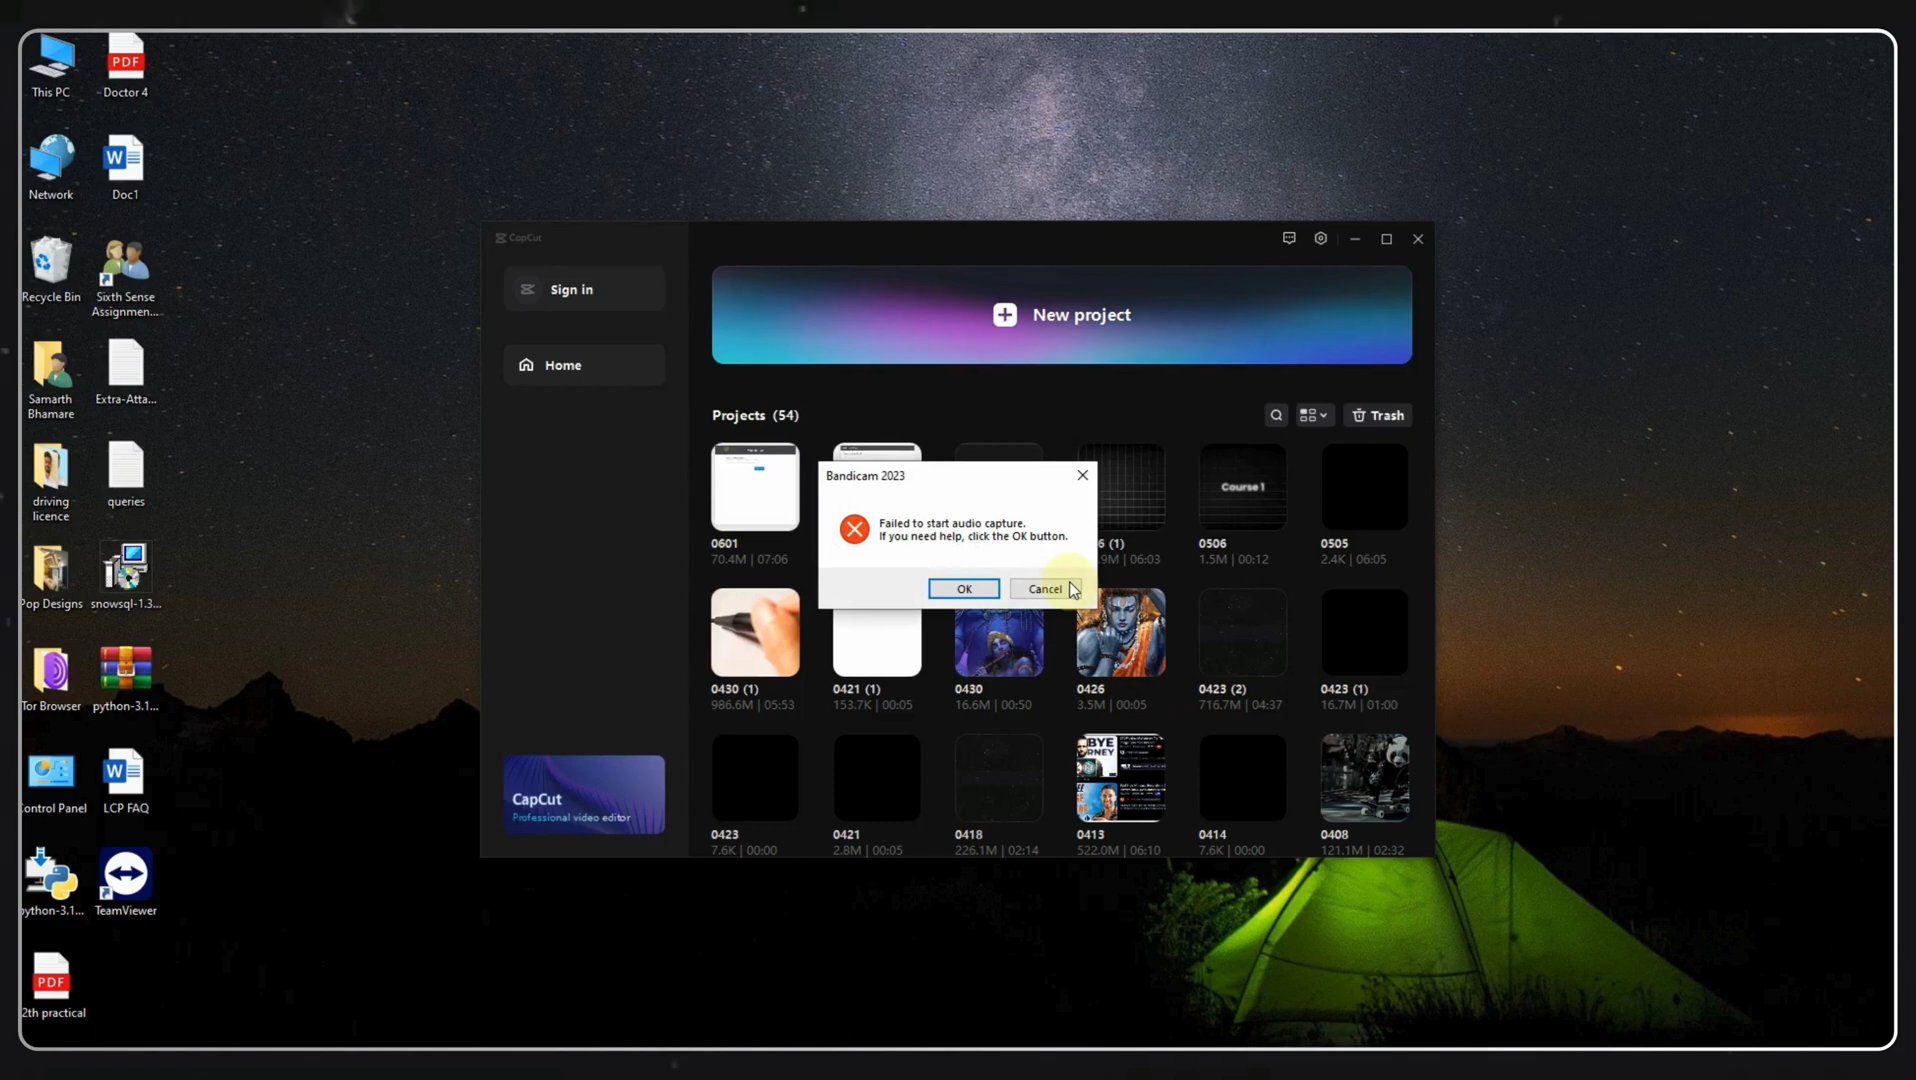 This PC
PDF
Doctor 4
Network
W
Doc1
Recycle Bin
Sixth Sense
Assignmen...
Samarth
Bhamare
Extra-Atta...
driving
licence
queries
Pop Designs
snowsql-1.3...
Tor Browser
python-3.1...
ontrol Panel
W
LCP FAQ
python-3.1...
TeamViewer
PDF
2th practical
CapCut
Sign in
Home
CapCut
Professional video editor
New project
Projects (54)
Trash
Course 1
0601
70.4M | 07:06
6 (1)
.9M | 06:03
0506
1.5M | 00:12
0505
2.4K | 06:05
Bandicam 2023
Failed to start audio capture.
If you need help, click the OK button.
OK
Cancel
0430 (1)
986.6M | 05:53
0421 (1)
153.7K | 00:05
0430
16.6M | 00:50
0426
3.5M | 00:05
0423 (2)
716.7M | 04:37
0423 (1)
16.7M | 01:00
BYE
0423
7.6K | 00:00
0421
2.8M | 00:05
0418
226.1M | 02:14
0413
522.0M | 06:10
0414
7.6K | 00:00
0408
121.1M | 02:32